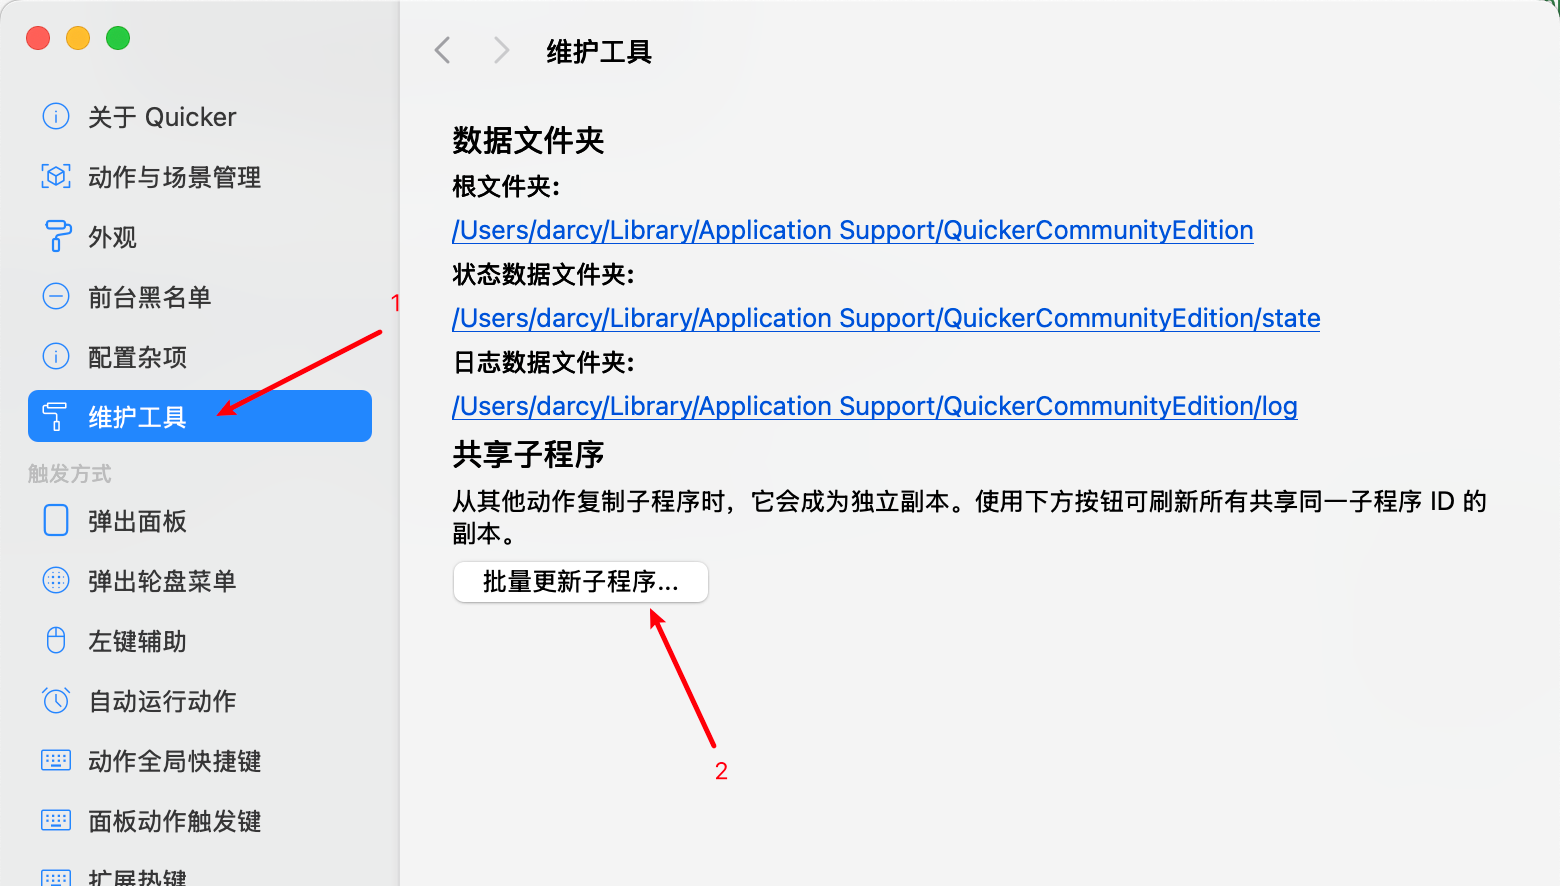 维护工具
关于 Quicker
动作与场景管理
外观
前台黑名单
1
配置杂项
维护工具
触发方式
弹出面板
弹出轮盘菜单
左键辅助
自动运行动作
动作全局快捷键
面板动作触发键
扩展热键
数据文件夹
根文件夹:
/Users/darcy/Library/Application Support/QuickerCommunityEdition
状态数据文件夹:
/Users/darcy/Library/Application Support/QuickerCommunityEdition/state
日志数据文件夹:
/Users/darcy/Library/Application Support/QuickerCommunityEdition/log
共享子程序
从其他动作复制子程序时，它会成为独立副本。使用下方按钮可刷新所有共享同一子程序 ID 的
副本。
批量更新子程序...
2